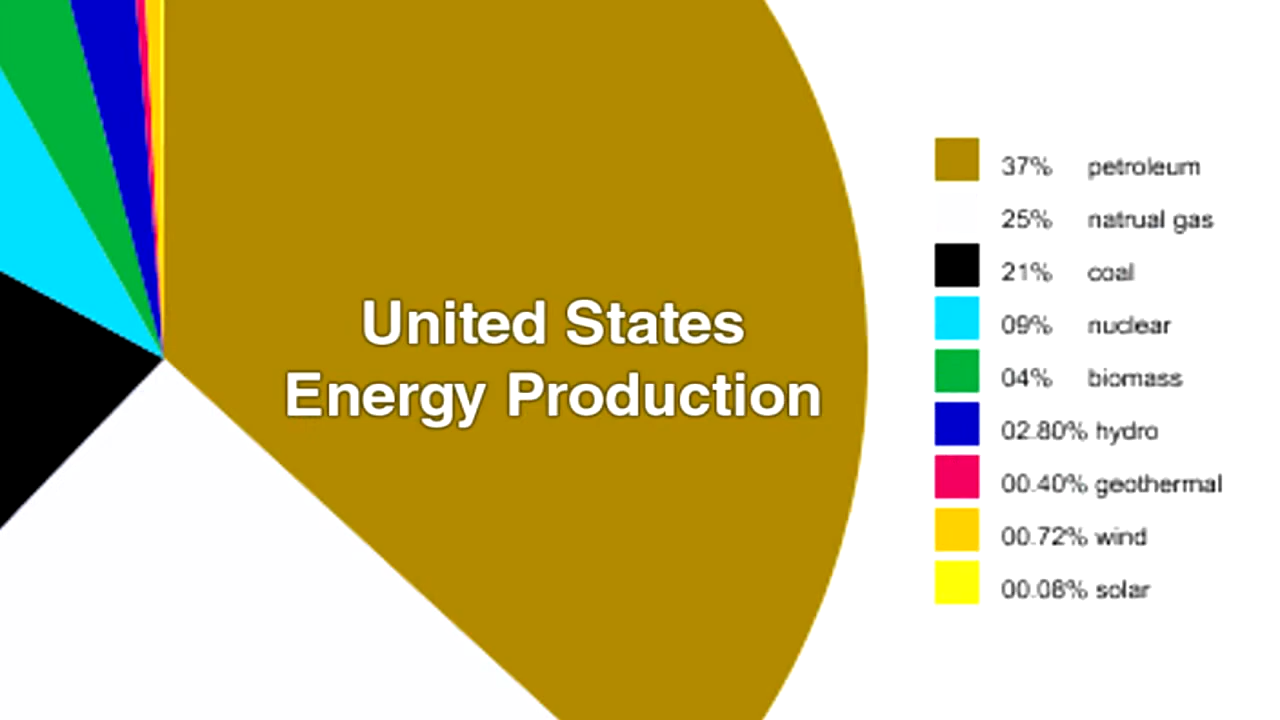 United States
Energy Production
37% petroleum
25% natrual gas
21% coal
09% nuclear
04% biomass
02.80% hydro
00.40% geothermal
00.72% wind
00.08% solar